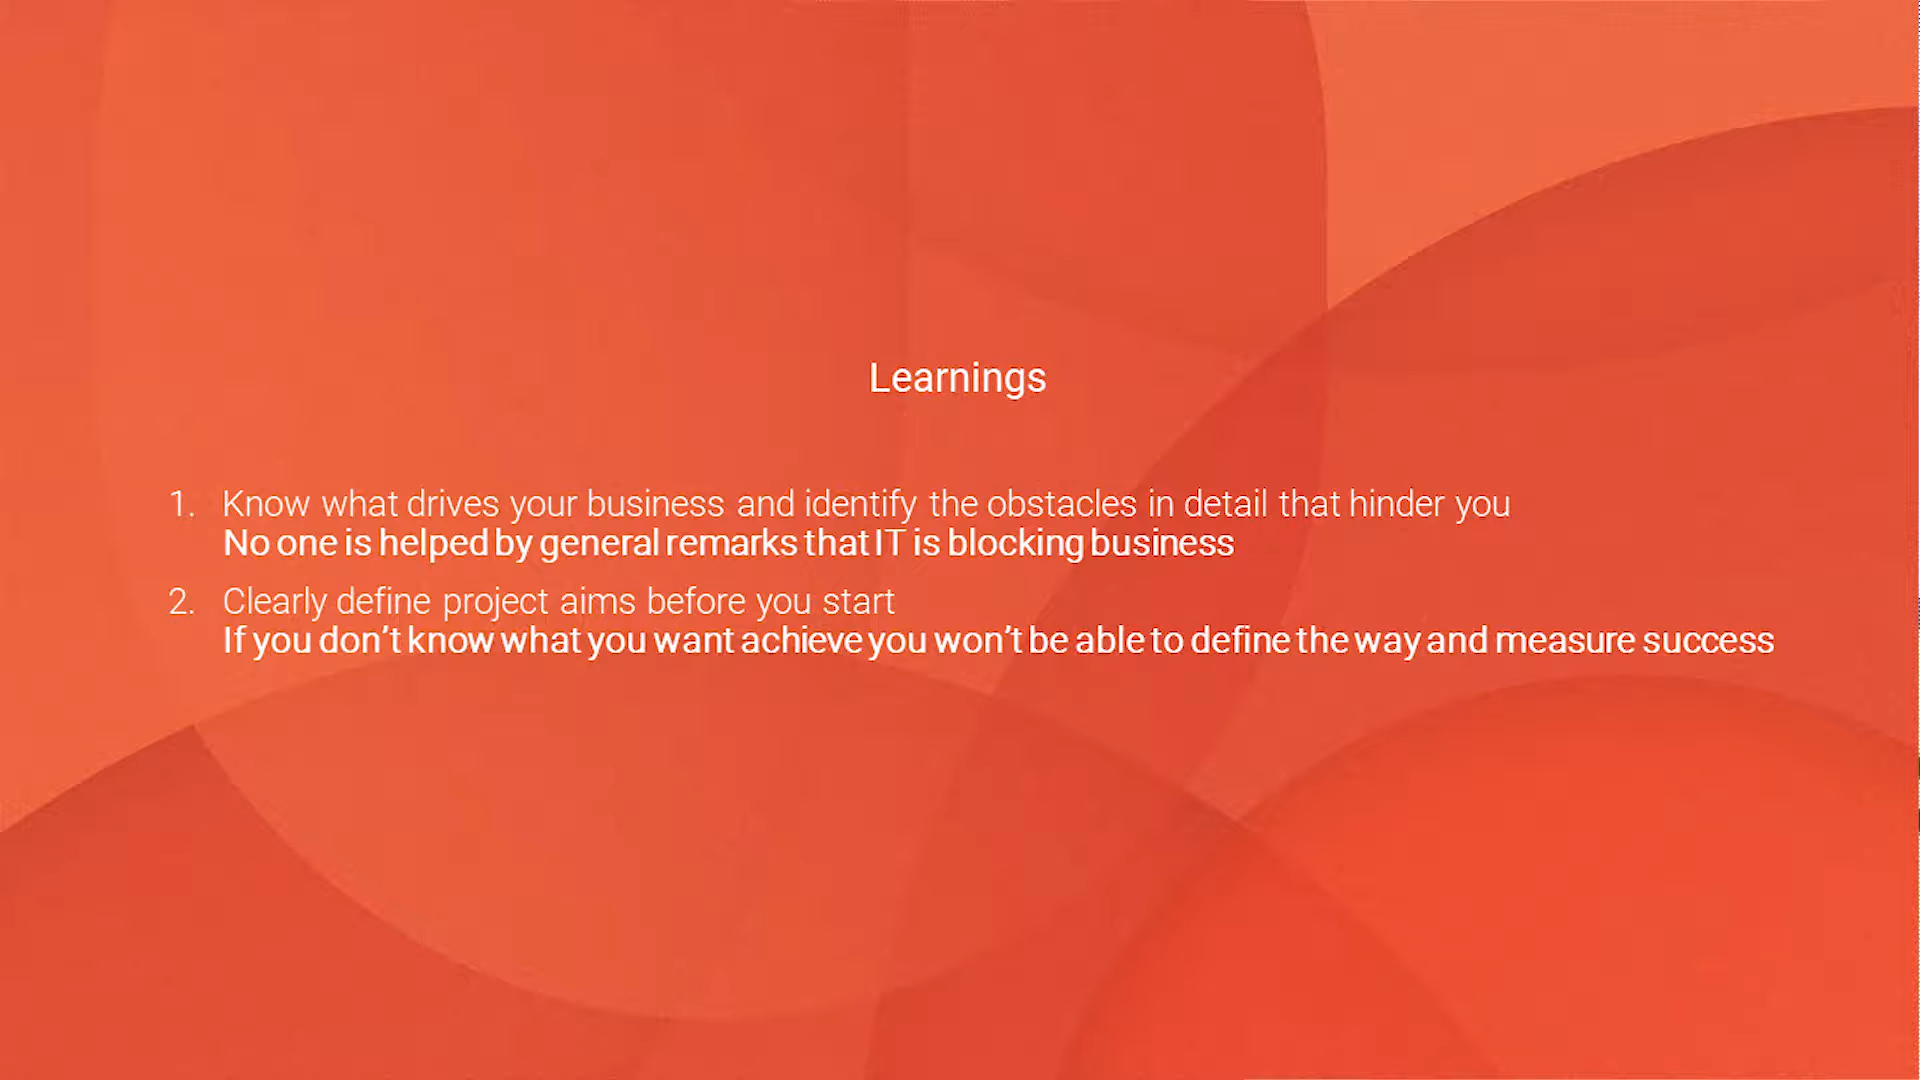 Learnings
1. Know what drives your business and identify the obstacles in detail that hinder you
No one is helped by general remarks that IT is blocking business
2. Clearly define project aims before you start
If you don’t know what you want achieve you won’t be able to define the way and measure success